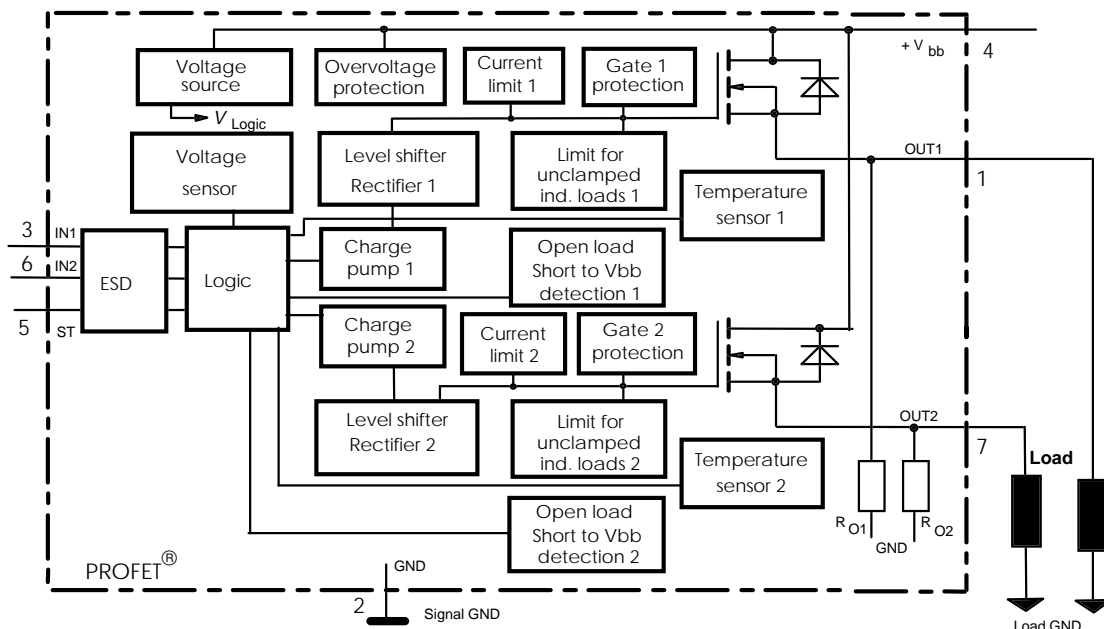 + V bb
4
Voltage
source
Overvoltage
protection
Current
limit 1
Gate 1
protection
V Logic
Voltage
sensor
Level shifter
Rectifier 1
Limit for
unclamped
ind. loads 1
OUT1
1
Temperature
sensor 1
3
IN1
6
IN2
5
ST
ESD
Logic
Charge
pump 1
Open load
Short to Vbb
detection 1
Charge
pump 2
Current
limit 2
Gate 2
protection
Level shifter
Rectifier 2
Limit for
unclamped
ind. loads 2
OUT2
7
Load
Temperature
sensor 2
R O1
GND
R O2
Open load
Short to Vbb
detection 2
PROFET®
GND
2
Signal GND
Load GND